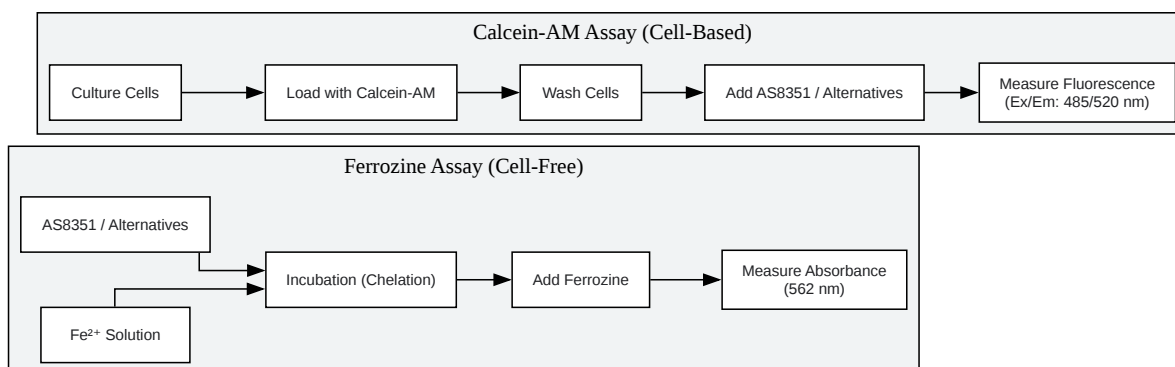 Calcein-AM Assay (Cell-Based)
Culture Cells
Load with Calcein-AM
Wash Cells
Add AS8351 / Alternatives
Measure Fluorescence
(Ex/Em: 485/520 nm)
Ferrozine Assay (Cell-Free)
AS8351 / Alternatives
Fe²⁺ Solution
Incubation (Chelation)
Add Ferrozine
Measure Absorbance
(562 nm)